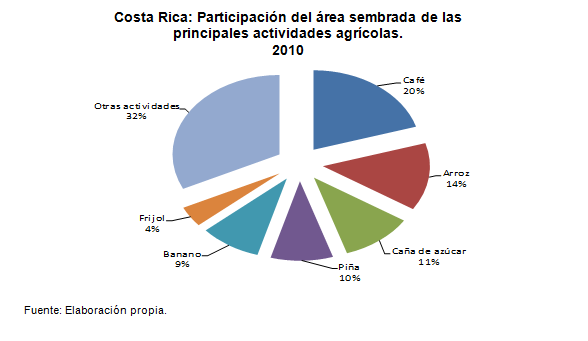 Costa Rica: Participación del área sembrada de las
principales actividades agrícolas.
2010
Café
20%
Arroz
14%
Caña de azúcar
11%
Piña
10%
Banano
9%
Frijol
4%
Otras actividades
32%
Fuente: Elaboración propia.